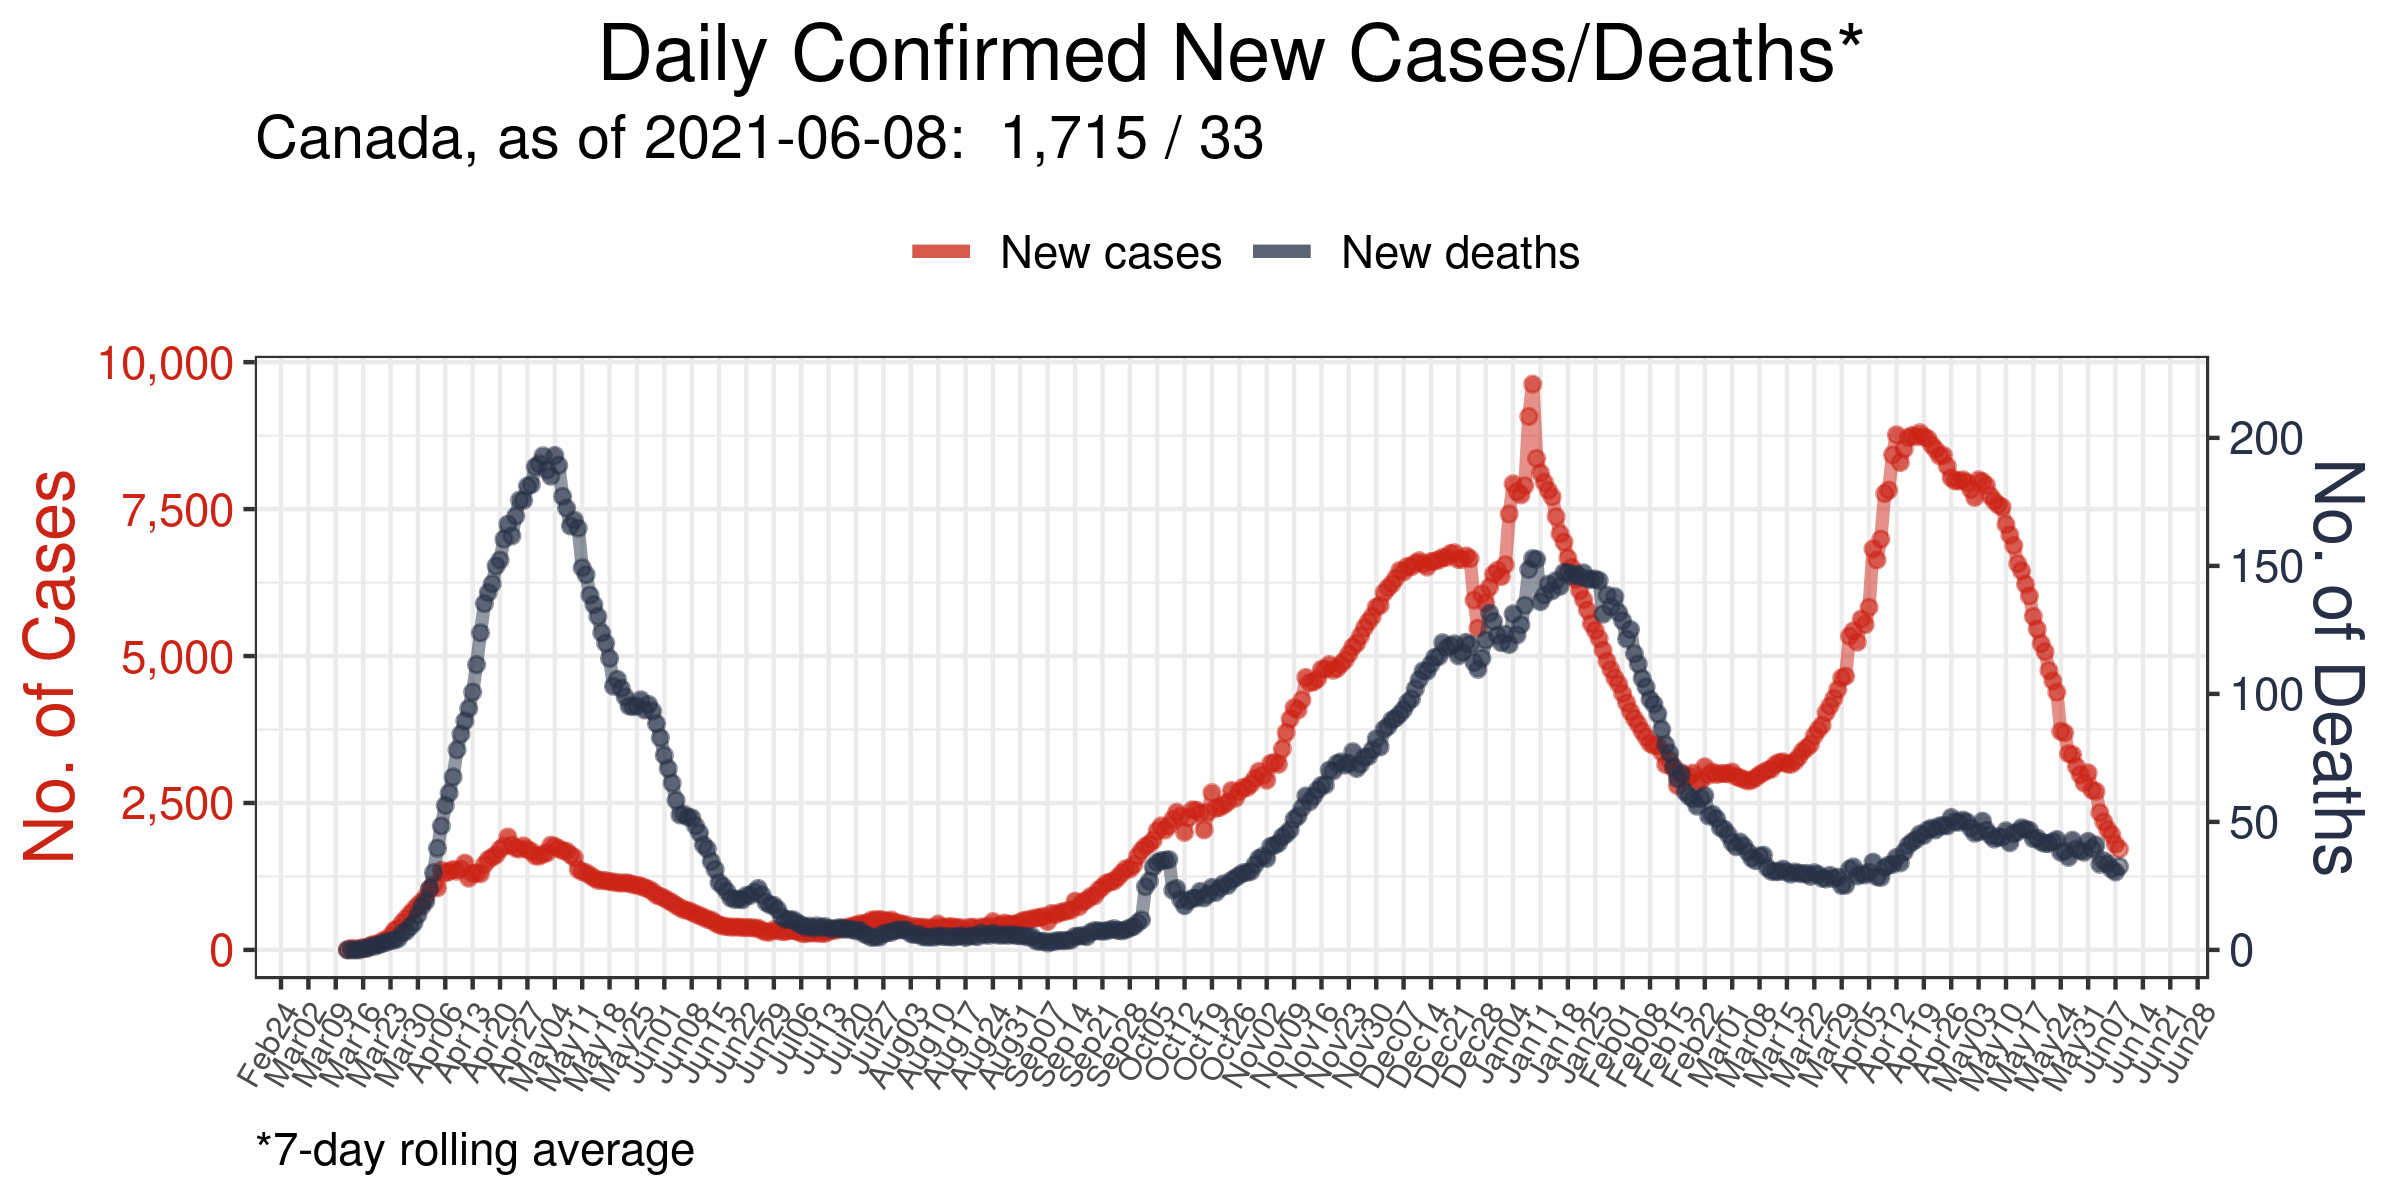 Daily Confirmed New Cases/Deaths*
Canada, as of 2021-06-08:  1,715 / 33
New cases New deaths
No. of Cases
10,000
7,500
5,000
2,500
0
200
150
100
50
0
No. of Deaths
Feb24 Mar02 Mar09 Mar16 Mar23 Mar30 Apr06 Apr13 Apr20 Apr27 May04 May11 May18 May25 Jun01 Jun08 Jun15 Jun22 Jun29 Jul06 Jul13 Jul20 Jul27 Aug03 Aug10 Aug17 Aug24 Aug31 Sep07 Sep14 Sep21 Sep28 Oct05 Oct12 Oct19 Oct26 Nov02 Nov09 Nov16 Nov23 Nov30 Dec07 Dec14 Dec21 Dec28 Jan04 Jan11 Jan18 Jan25 Feb01 Feb08 Feb15 Feb22 Mar01 Mar08 Mar15 Mar22 Mar29 Apr05 Apr12 Apr19 Apr26 May03 May10 May17 May24 May31 Jun07 Jun14 Jun21 Jun28
*7-day rolling average